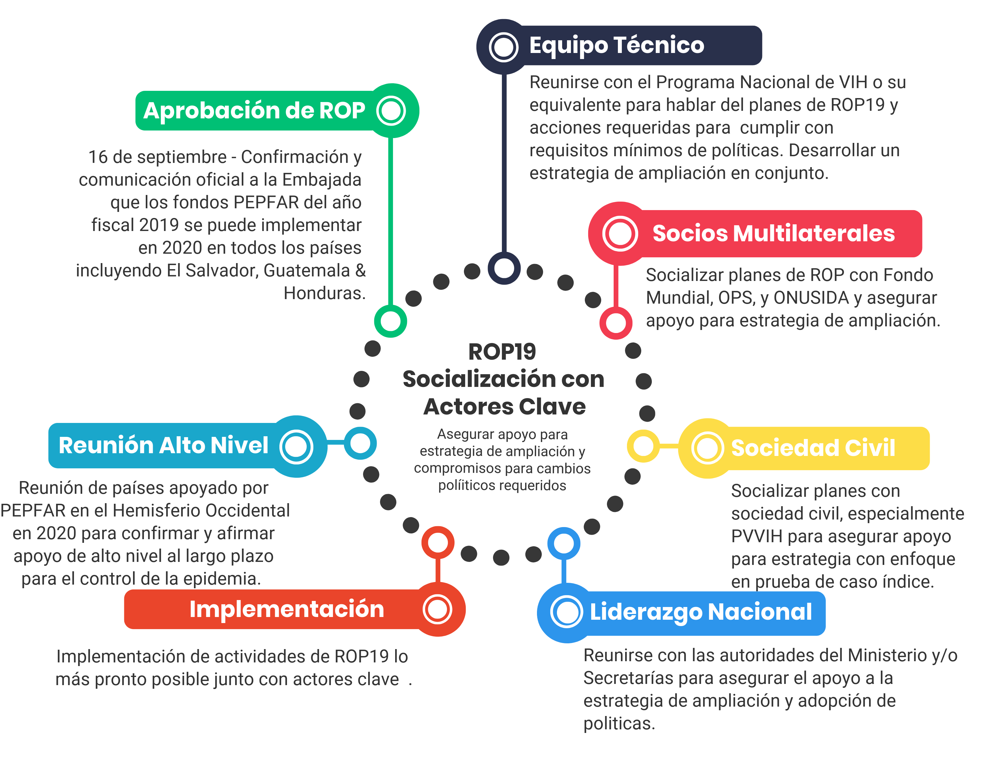 Equipo Técnico
Reunirse con el Programa Nacional de VIH o su
equivalente para hablar del planes de ROP19 y
acciones requeridas para  cumplir con
requisitos mínimos de políticas. Desarrollar un
estrategia de ampliación en conjunto.
Aprobación de ROP
16 de septiembre - Confirmación y
comunicación oficial a la Embajada
que los fondos PEPFAR del año
fiscal 2019 se puede implementar
en 2020 en todos los países
incluyendo El Salvador, Guatemala &
Honduras.
Socios Multilaterales
Socializar planes de ROP con Fondo
Mundial, OPS, y ONUSIDA y asegurar
apoyo para estrategia de ampliación.
ROP19
Socialización con
Actores Clave
Asegurar apoyo para
estrategia de ampliación y
compromisos para cambios
políiticos requeridos
Reunión Alto Nivel
Reunión de países apoyado por
PEPFAR en el Hemisferio Occidental
en 2020 para confirmar y afirmar
apoyo de alto nivel al largo plazo
para el control de la epidemia.
Sociedad Civil
Socializar planes con
sociedad civil, especialmente
PVVIH para asegurar apoyo
para estrategia con enfoque
en prueba de caso índice.
Implementación
Implementación de actividades de ROP19 lo
más pronto posible junto con actores clave  .
Liderazgo Nacional
Reunirse con las autoridades del Ministerio y/o
Secretarías para asegurar el apoyo a la
estrategia de ampliación y adopción de
politicas.